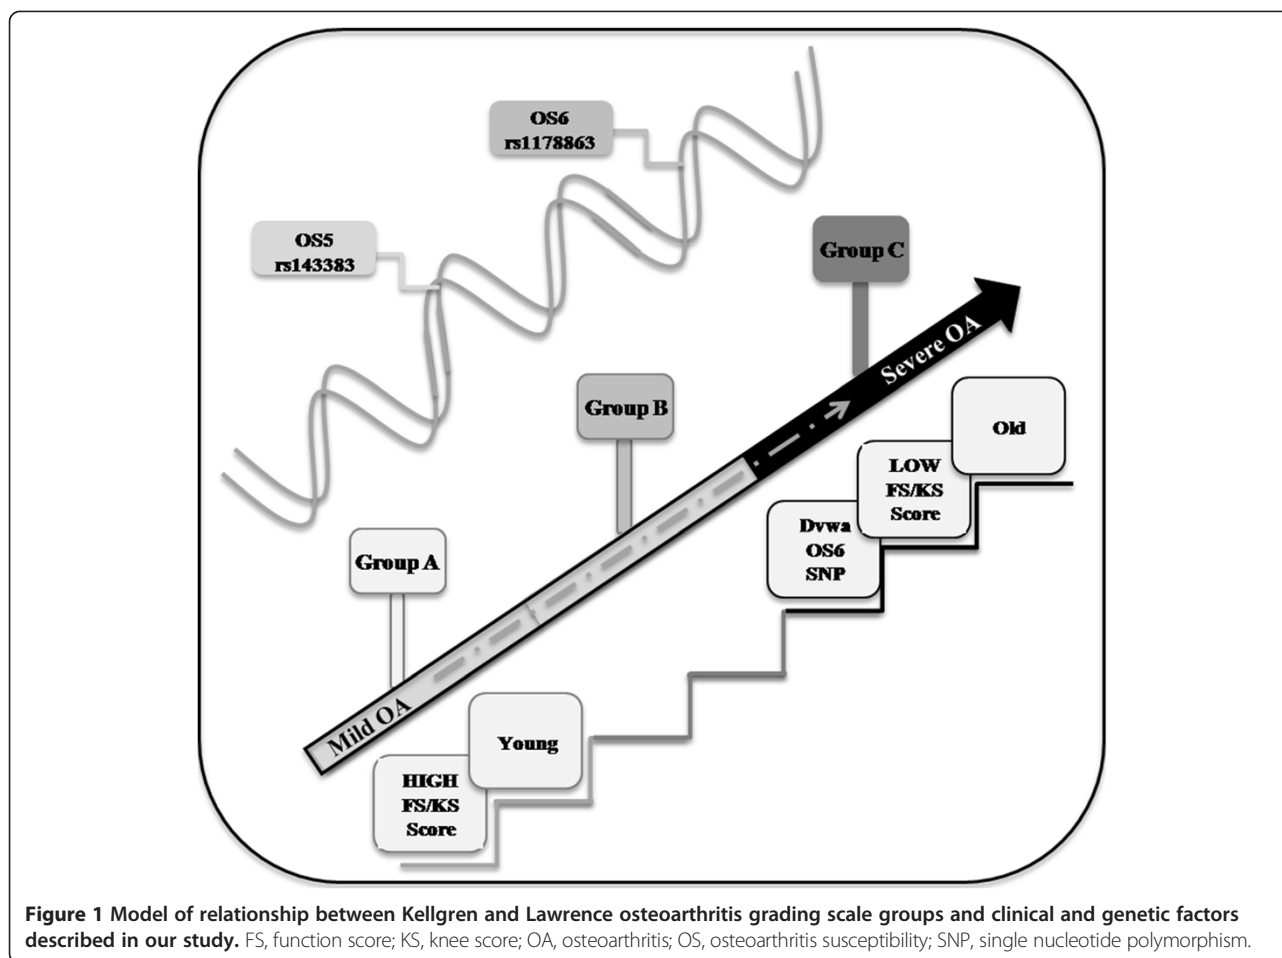 OS6
rs1178863
OS5
rs143383
Group C
Severe OA
Group B
Old
LOW
FS/KS
Score
Dvwa
OS6
SNP
Group A
Mild OA
Young
HIGH
FS/KS
Score
Figure 1 Model of relationship between Kellgren and Lawrence osteoarthritis grading scale groups and clinical and genetic factors
described in our study. FS, function score; KS, knee score; OA, osteoarthritis; OS, osteoarthritis susceptibility; SNP, single nucleotide polymorphism.